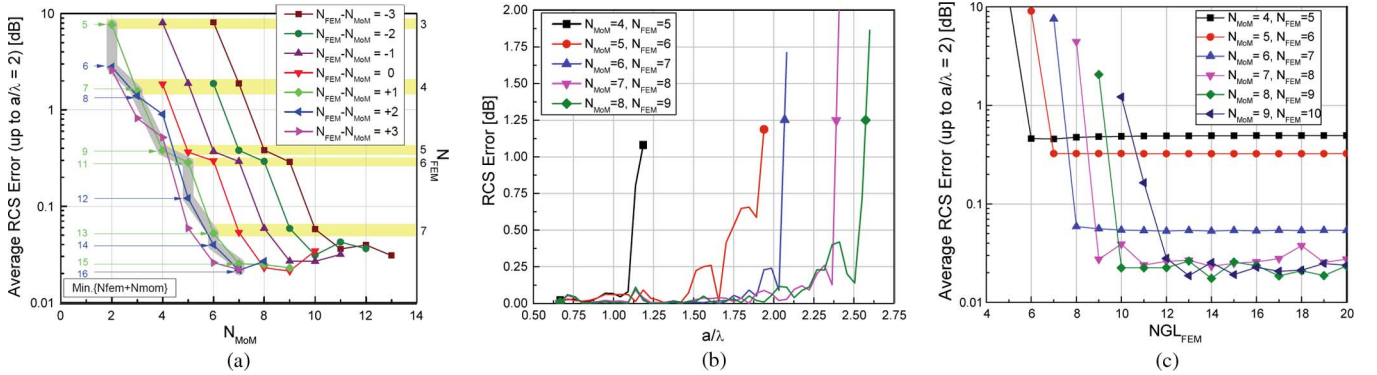 Average RCS Error (up to a/λ = 2) [dB]
10
1
0.1
0.01
0 2 4 6 8 10 12 14
N_MoM
N_FEM
3
4
5
6
7
5
6
7
8
9
11
12
13
14
15
16
Min.{Nfem+Nmom}
N_FEM-N_MoM = -3
N_FEM-N_MoM = -2
N_FEM-N_MoM = -1
N_FEM-N_MoM = 0
N_FEM-N_MoM = +1
N_FEM-N_MoM = +2
N_FEM-N_MoM = +3
(a)
RCS Error [dB]
2.00
1.75
1.50
1.25
1.00
0.75
0.50
0.25
0.00
0.50 0.75 1.00 1.25 1.50 1.75 2.00 2.25 2.50 2.75
a/λ
N_MoM=4, N_FEM=5
N_MoM=5, N_FEM=6
N_MoM=6, N_FEM=7
N_MoM=7, N_FEM=8
N_MoM=8, N_FEM=9
(b)
Average RCS Error (up to a/λ = 2) [dB]
10
1
0.1
0.01
4 6 8 10 12 14 16 18 20
NGL_FEM
N_MoM= 4, N_FEM=5
N_MoM= 5, N_FEM=6
N_MoM= 6, N_FEM=7
N_MoM= 7, N_FEM=8
N_MoM= 8, N_FEM=9
N_MoM= 9, N_FEM=10
(c)